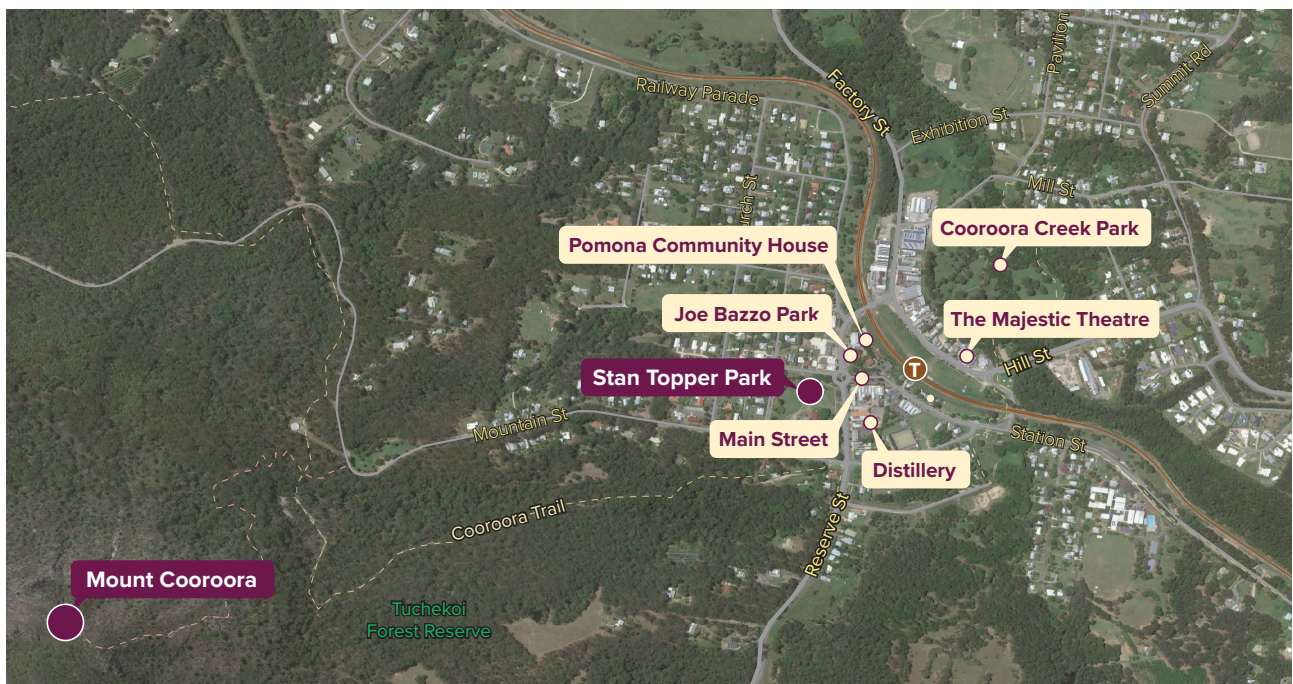 Pavilion
Summit Rd
Factory St
Railway Parade
Exhibition St
Mill St
urch St
Cooroora Creek Park
Pomona Community House
Joe Bazzo Park
The Majestic Theatre
Hill St
T
Stan Topper Park
Mountain St
Main Street
Station St
Distillery
Cooroora Trail
Reserve St
Mount Cooroora
Tuchekoi
Forest Reserve